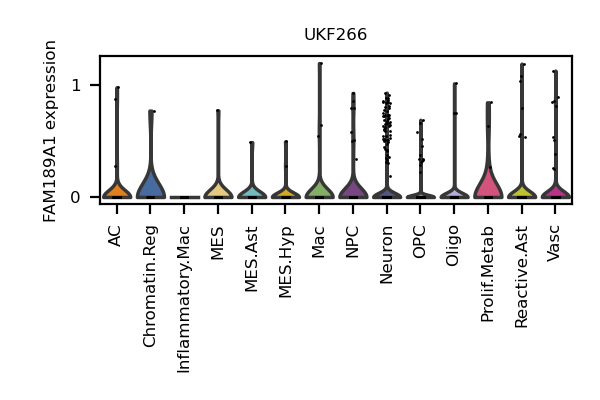 UKF266
FAM189A1 expression
1
0
AC
Chromatin.Reg
Inflammatory.Mac
MES
MES.Ast
MES.Hyp
Mac
NPC
Neuron
OPC
Oligo
Prolif.Metab
Reactive.Ast
Vasc